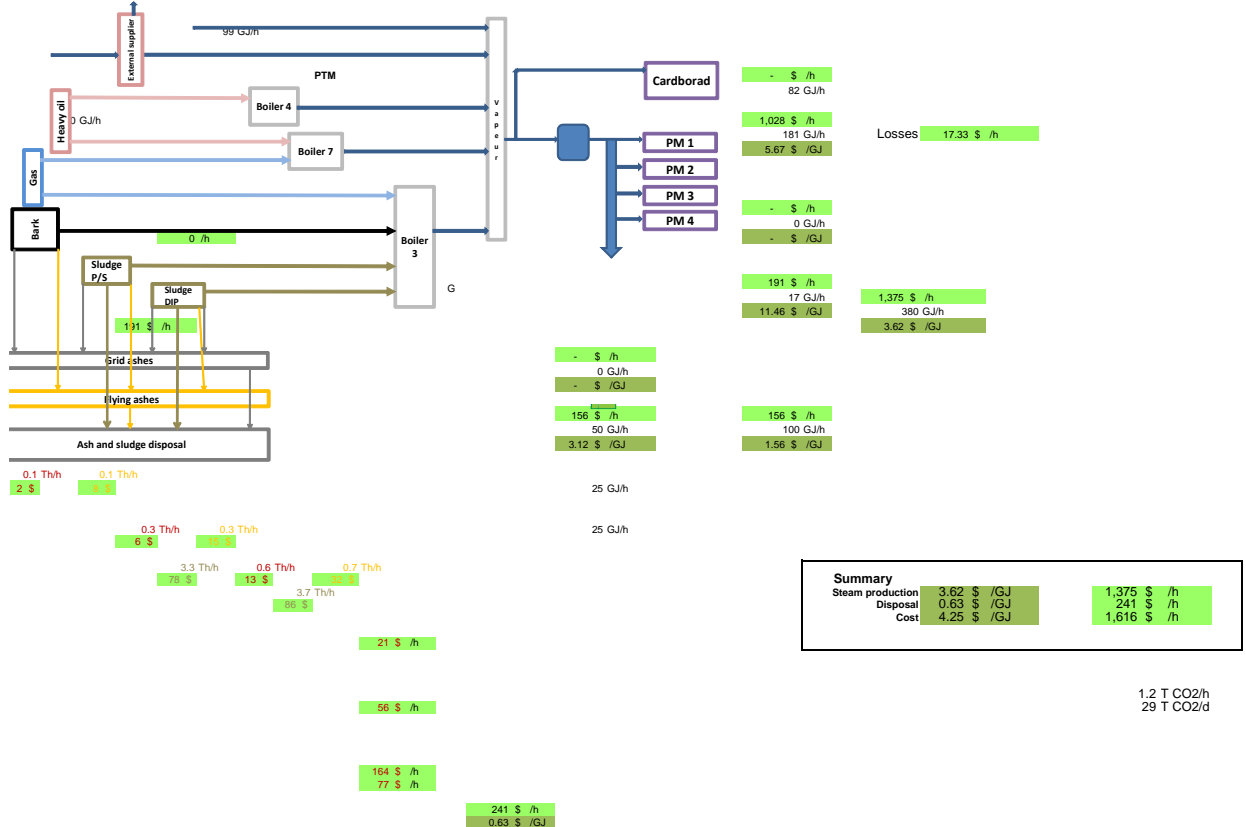 External supplier
99 GJ/h
PTM
Cardborad
- $ /h
82 GJ/h
Heavy oil
0 GJ/h
Boiler 4
Vapeur
1,028 $ /h
181 GJ/h
5.67 $ /GJ
Losses 17.33 $ /h
Boiler 7
PM 1
PM 2
PM 3
PM 4
Gas
Bark
0 /h
- $ /h
0 GJ/h
- $ /GJ
Boiler
3
Sludge
P/S
Sludge
DIP
G
191 $ /h
17 GJ/h
11.46 $ /GJ
1,375 $ /h
380 GJ/h
3.62 $ /GJ
191 $ /h
Grid ashes
Flying ashes
Ash and sludge disposal
- $ /h
0 GJ/h
- $ /GJ
156 $ /h
50 GJ/h
3.12 $ /GJ
156 $ /h
100 GJ/h
1.56 $ /GJ
0.1 Th/h 0.1 Th/h
2 $ $
25 GJ/h
25 GJ/h
0.3 Th/h 0.3 Th/h
6 $ 15 $
3.3 Th/h 0.6 Th/h 0.7 Th/h
78 $ 13 $ 32 $
3.7 Th/h
86 $
Summary
Steam production 3.62 $ /GJ 1,375 $ /h
Disposal 0.63 $ /GJ 241 $ /h
Cost 4.25 $ /GJ 1,616 $ /h
21 $ /h
56 $ /h
1.2 T CO2/h
29 T CO2/d
164 $ /h
77 $ /h
241 $ /h
0.63 $ /GJ